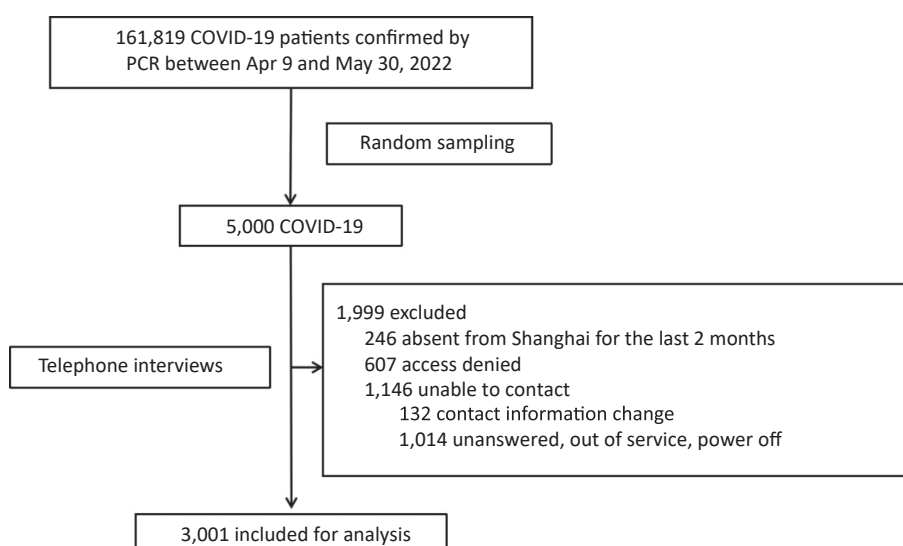 161,819 COVID-19 patients confirmed by
PCR between Apr 9 and May 30, 2022
Random sampling
5,000 COVID-19
1,999 excluded
246 absent from Shanghai for the last 2 months
607 access denied
1,146 unable to contact
132 contact information change
1,014 unanswered, out of service, power off
Telephone interviews
3,001 included for analysis